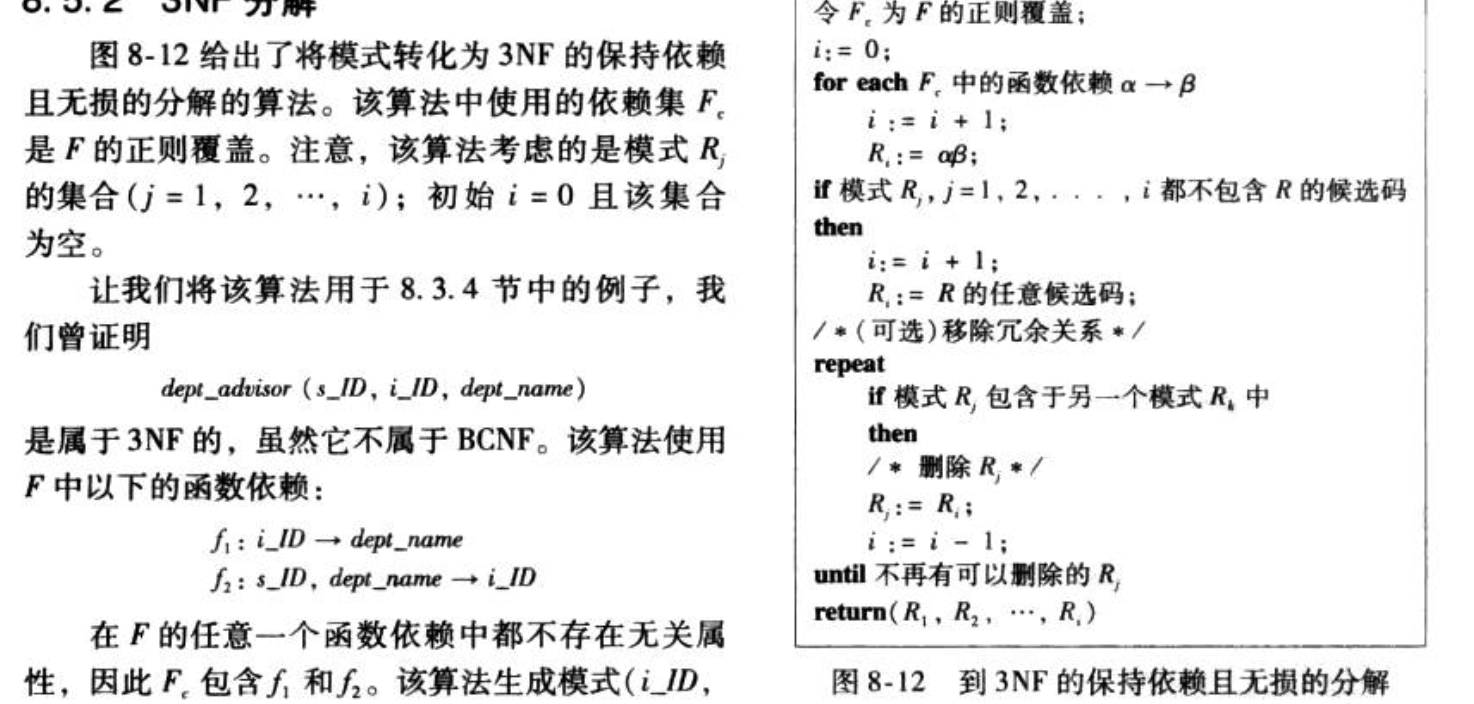 8.5.2 3NF 分解
图 8-12 给出了将模式转化为 3NF 的保持依赖
且无损的分解的算法。该算法中使用的依赖集 F_c
是 F 的正则覆盖。注意，该算法考虑的是模式 R_j
的集合(j = 1, 2, …, i)；初始 i = 0 且该集合
为空。
让我们将该算法用于 8.3.4 节中的例子，我
们曾证明
dept_advisor (s_ID, i_ID, dept_name)
是属于 3NF 的，虽然它不属于 BCNF。该算法使用
F 中以下的函数依赖：
f₁: i_ID → dept_name
f₂: s_ID, dept_name → i_ID
在 F 的任意一个函数依赖中都不存在无关属
性，因此 F_c 包含 f₁ 和 f₂。该算法生成模式(i_ID,
令 F_c 为 F 的正则覆盖；
i:= 0;
for each F_c 中的函数依赖 α → β
i := i + 1;
R_i := αβ;
if 模式 R_j, j = 1, 2, . . . , i 都不包含 R 的候选码
then
i:= i + 1;
R_i := R 的任意候选码；
/ * (可选)移除冗余关系 * /
repeat
if 模式 R_j 包含于另一个模式 R_k 中
then
/ * 删除 R_j * /
R_j := R_i;
i := i - 1;
until 不再有可以删除的 R_j
return(R₁, R₂, …, R_i)
图 8-12 到 3NF 的保持依赖且无损的分解